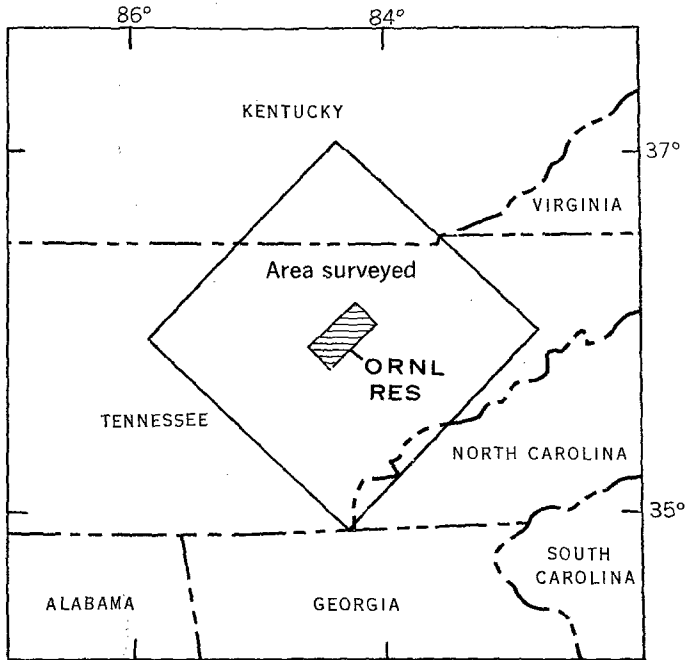 86°
84°
KENTUCKY
37°
VIRGINIA
Area surveyed
ORNL
RES
TENNESSEE
NORTH CAROLINA
35°
SOUTH
CAROLINA
ALABAMA
GEORGIA